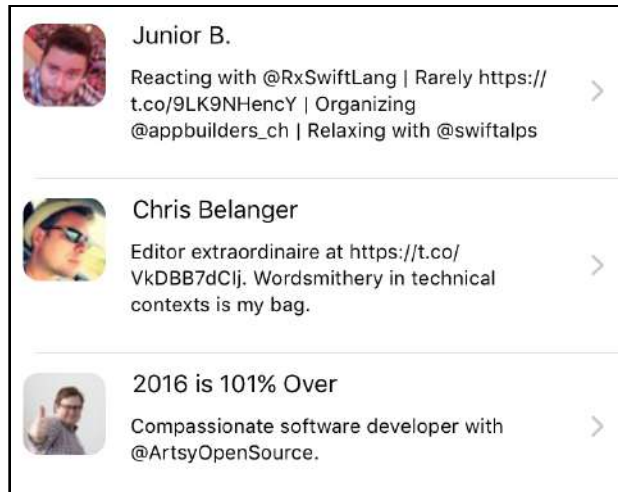 Junior B.
Reacting with @RxSwiftLang | Rarely https://
t.co/9LK9NHencY | Organizing
@appbuilders_ch | Relaxing with @swiftalps
Chris Belanger
Editor extraordinaire at https://t.co/
VkDBB7dClj. Wordsmithery in technical
contexts is my bag.
2016 is 101% Over
Compassionate software developer with
@ArtsyOpenSource.